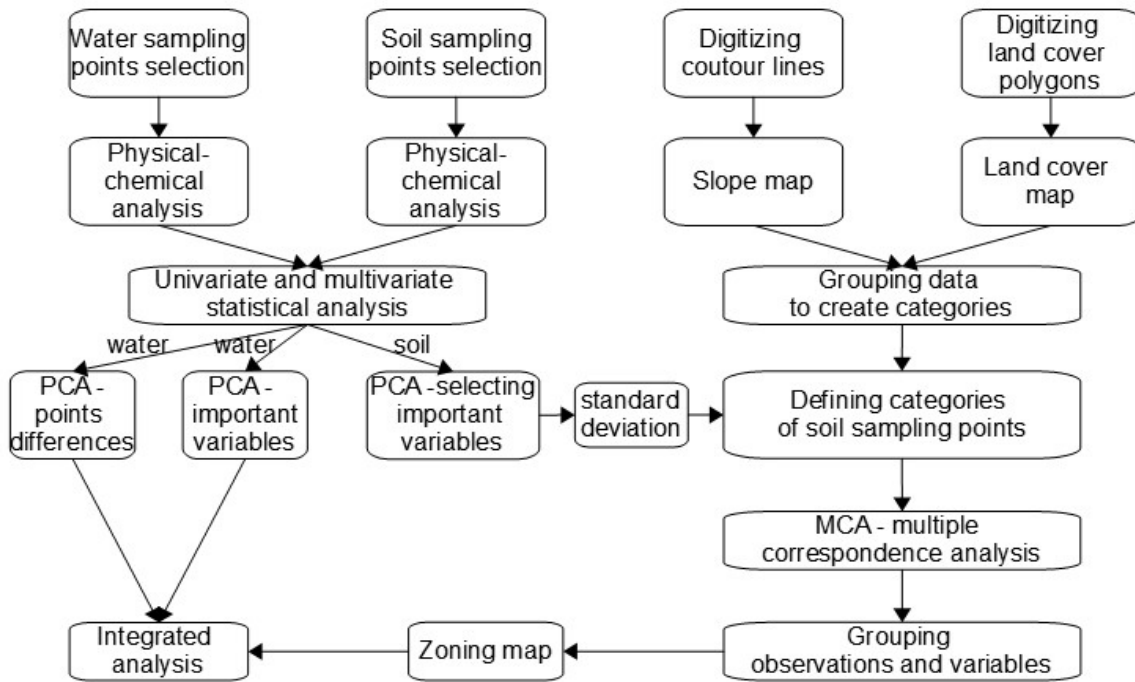 Water sampling
points selection
Soil sampling
points selection
Digitizing
coutour lines
Digitizing
land cover
polygons
Physical-
chemical
analysis
Physical-
chemical
analysis
Slope map
Land cover
map
Univariate and multivariate
statistical analysis
Grouping data
to create categories
water
water
soil
PCA -
points
differences
PCA -
important
variables
PCA -selecting
important
variables
standard
deviation
Defining categories
of soil sampling points
MCA - multiple
correspondence analysis
Integrated
analysis
Zoning map
Grouping
observations and variables